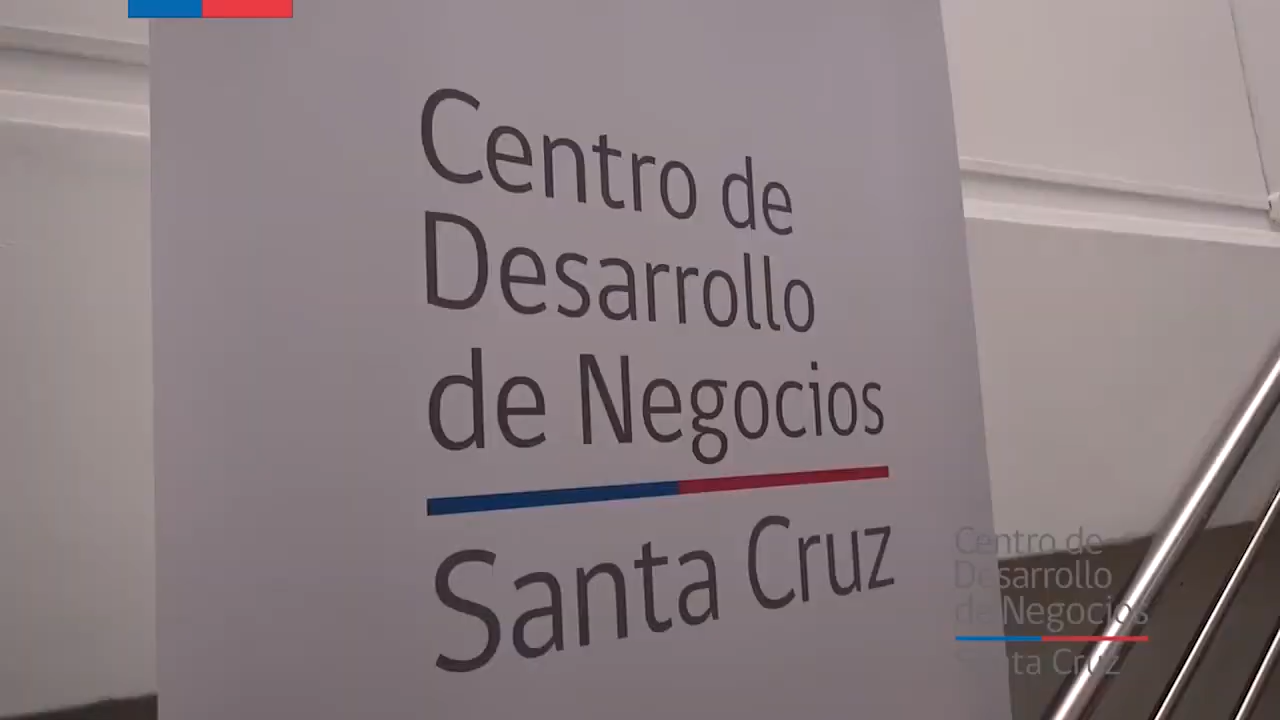 Centro de
Desarrollo
de Negocios
Santa Cruz
Centro de
Desarrollo
de Negocios
Santa Cruz